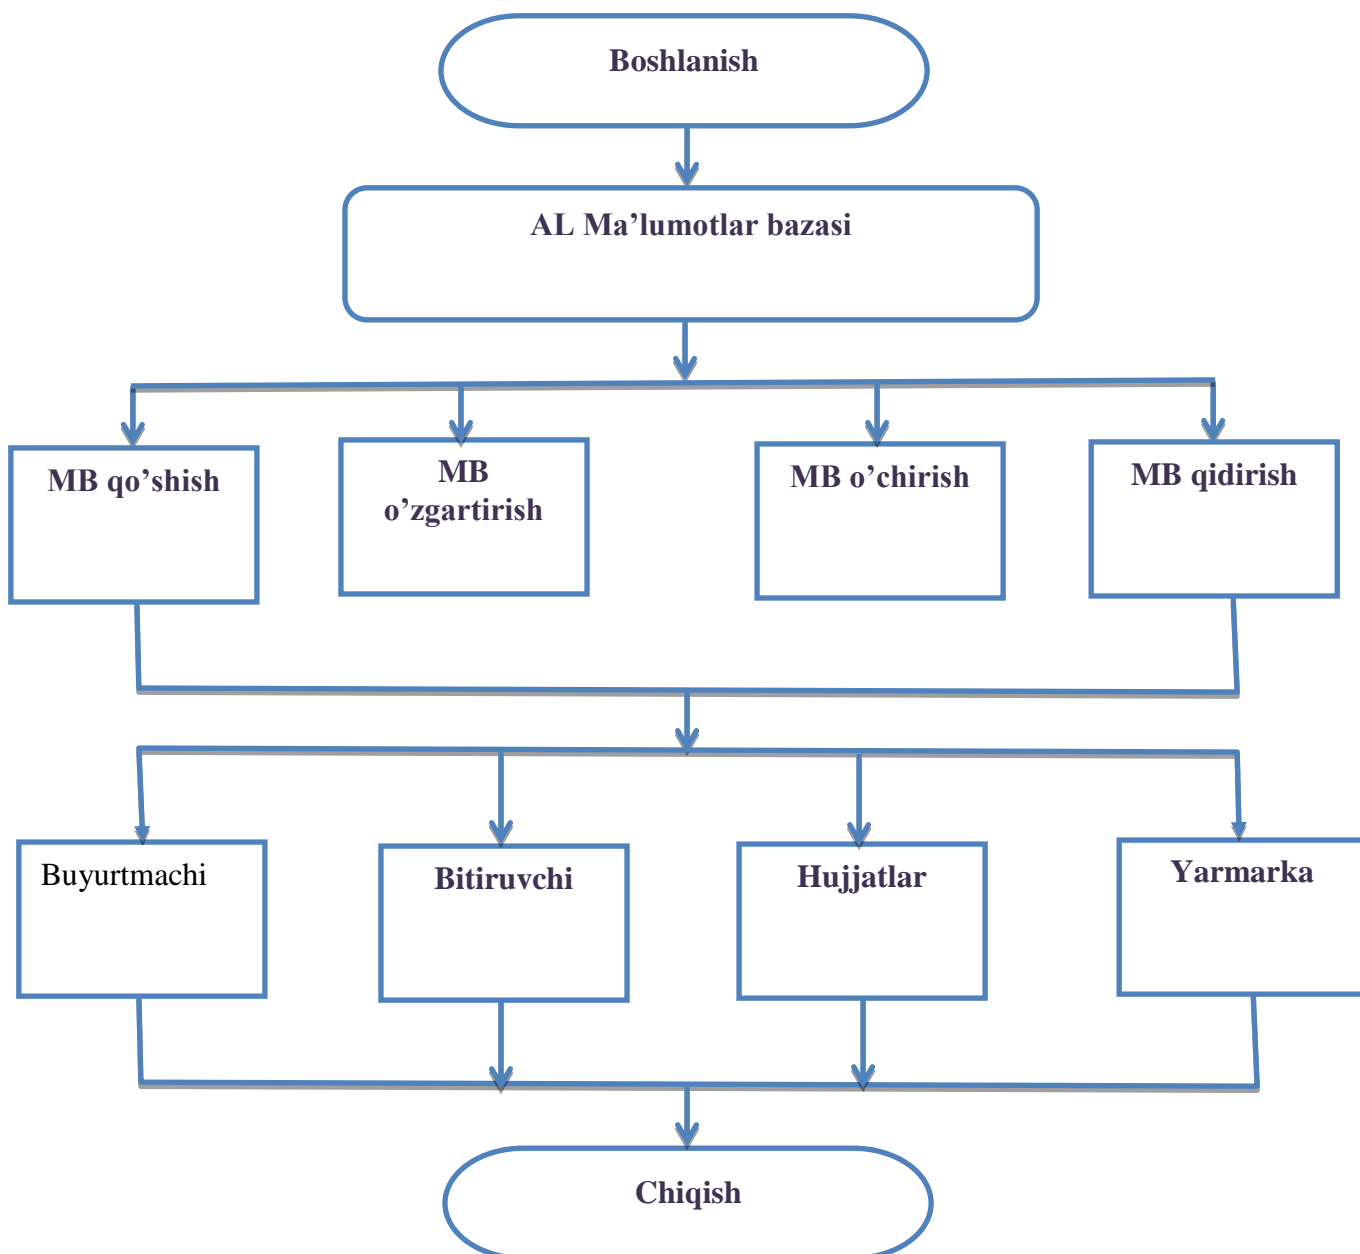 Boshlanish
AL Ma’lumotlar bazasi
MB qo’shish
MB
o’zgartirish
MB o’chirish
MB qidirish
Buyurtmachi
Bitiruvchi
Hujjatlar
Yarmarka
Chiqish